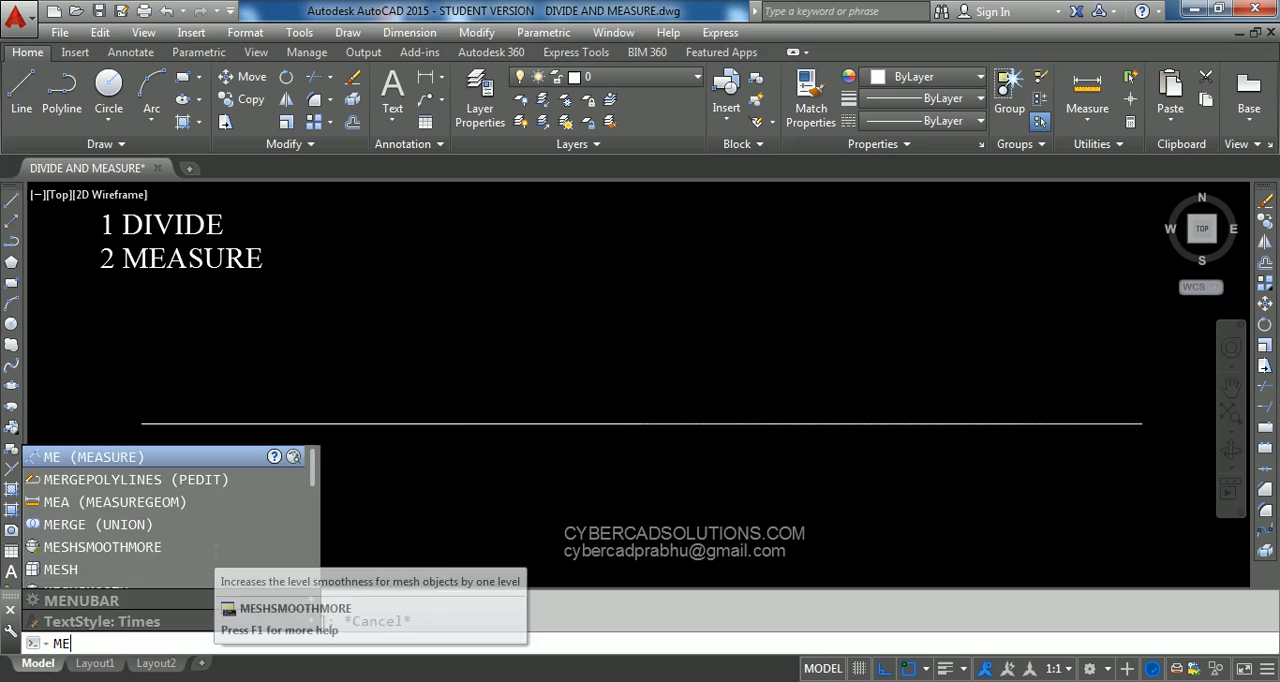 Autodesk AutoCAD 2015 - STUDENT VERSION DIVIDE AND MEASURE.dwg
Type a keyword or phrase
Sign In
File Edit View Insert Format Tools Draw Dimension Modify Parametric Window Help Express
Home Insert Annotate Parametric View Manage Output Add-ins Autodesk 360 Express Tools BIM 360 Featured Apps
Line Polyline Circle Arc
Move
Copy
Text
Layer Properties
0
Insert
Match Properties
ByLayer
ByLayer
ByLayer
Group
Measure
Paste
Base
Draw Modify Annotation Layers Block Properties Groups Utilities Clipboard View
DIVIDE AND MEASURE*
[−][Top][2D Wireframe]
1 DIVIDE
2 MEASURE
N
W TOP E
S
WCS
ME (MEASURE)
MERGEPOLYLINES (PEDIT)
MEA (MEASUREGEOM)
MERGE (UNION)
MESHSMOOTHMORE
MESH
CYBERCADSOLUTIONS.COM
cybercadprabhu@gmail.com
Increases the level smoothness for mesh objects by one level
MENUBAR
MESHSMOOTHMORE
TextStyle: Times
]: *Cancel*
Press F1 for more help
ME
Model Layout1 Layout2
MODEL
1:1